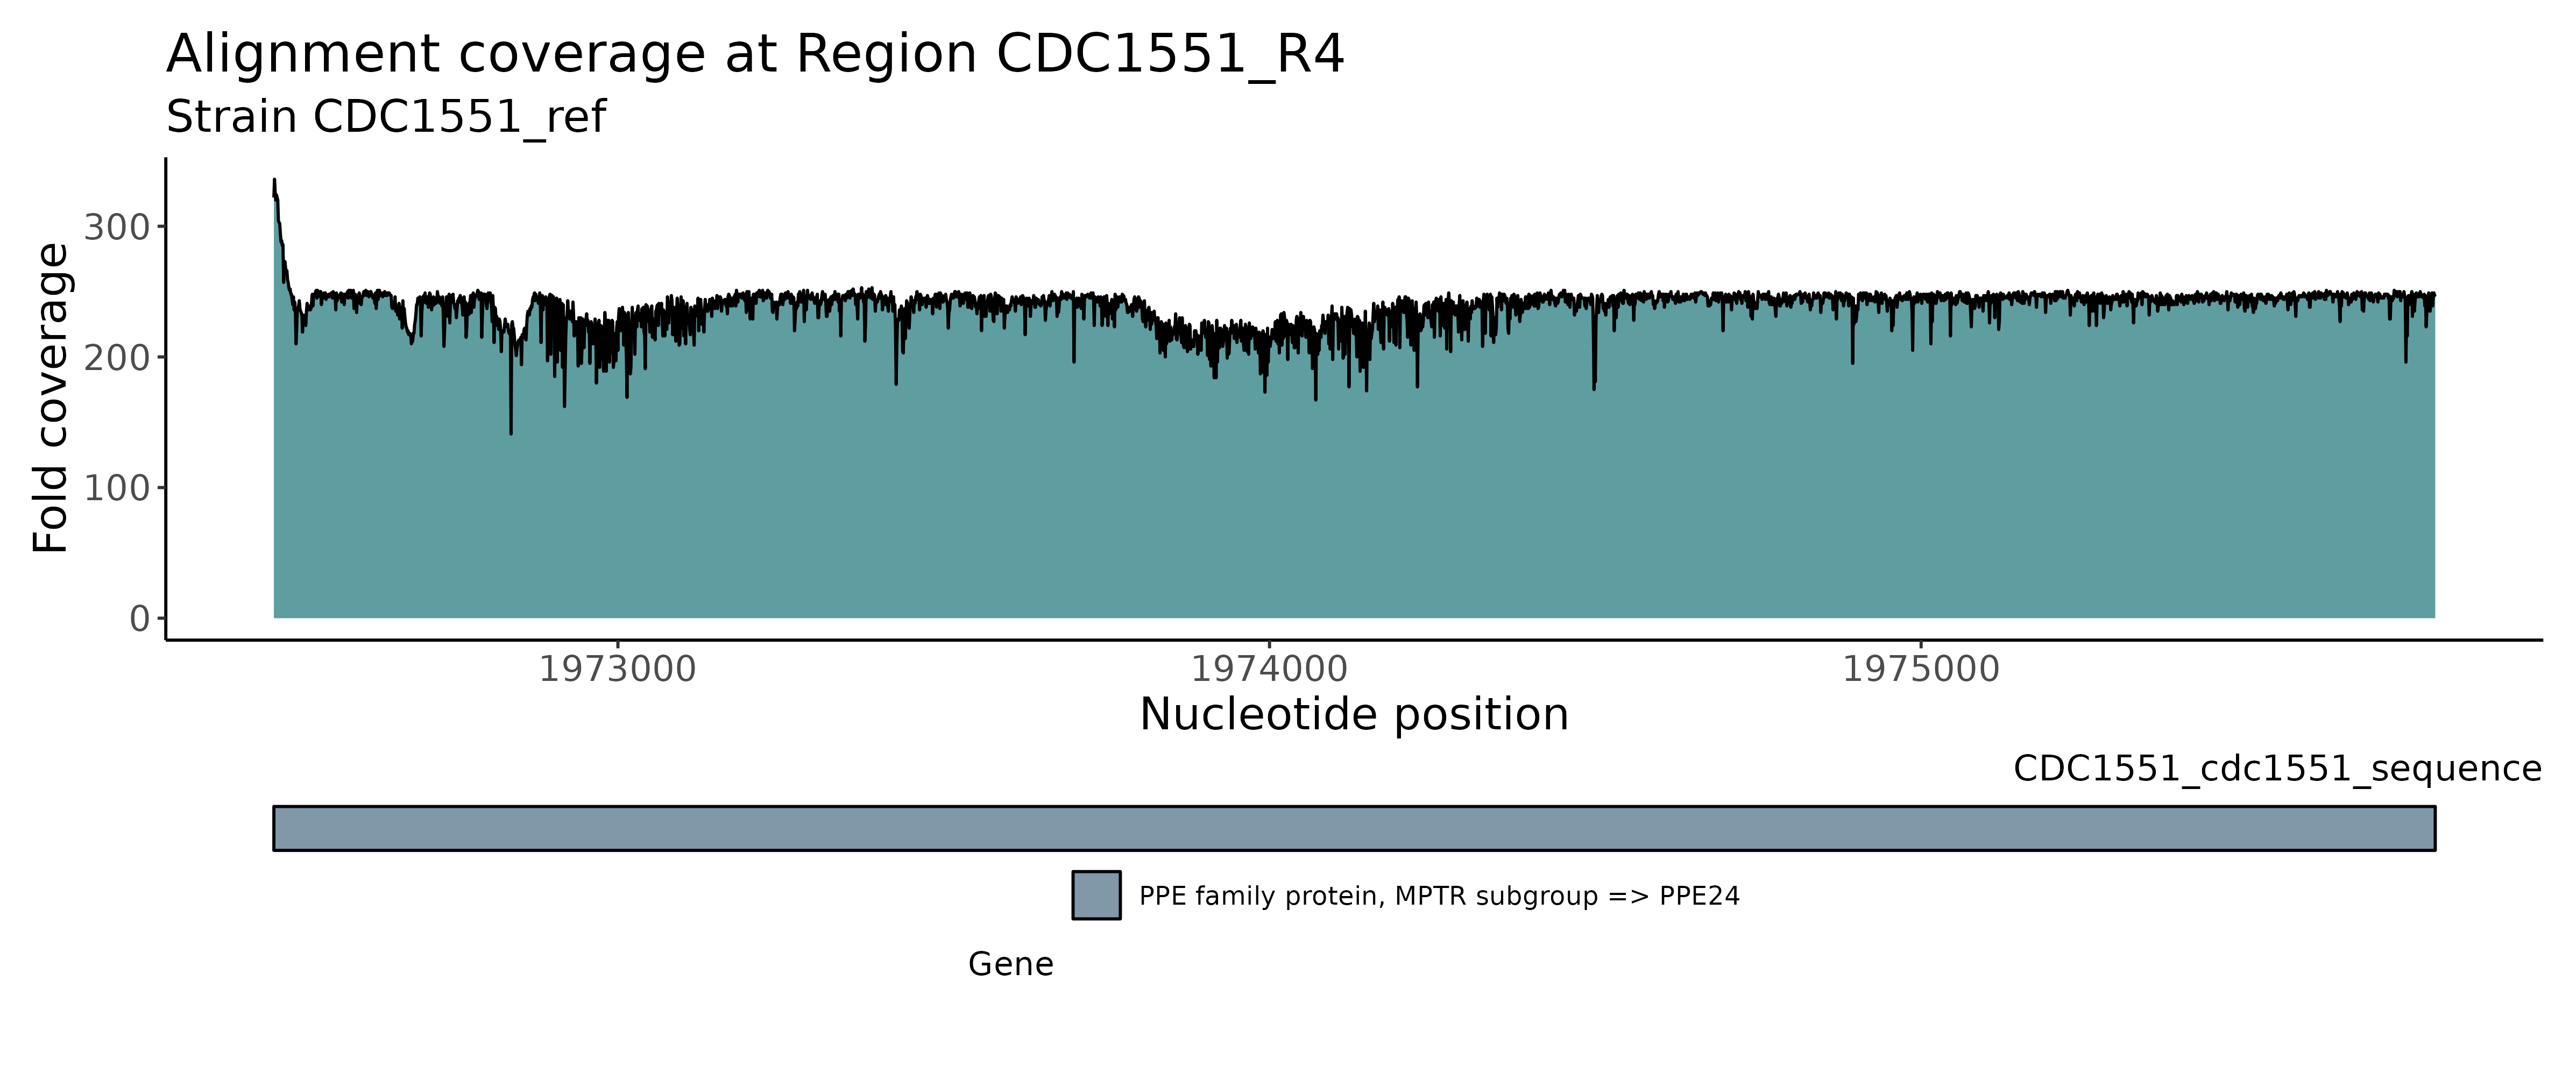 Alignment coverage at Region CDC1551_R4
Strain CDC1551_ref
Fold coverage
300
200
100
0
1973000 1974000 1975000
Nucleotide position
CDC1551_cdc1551_sequence
PPE family protein, MPTR subgroup => PPE24
Gene